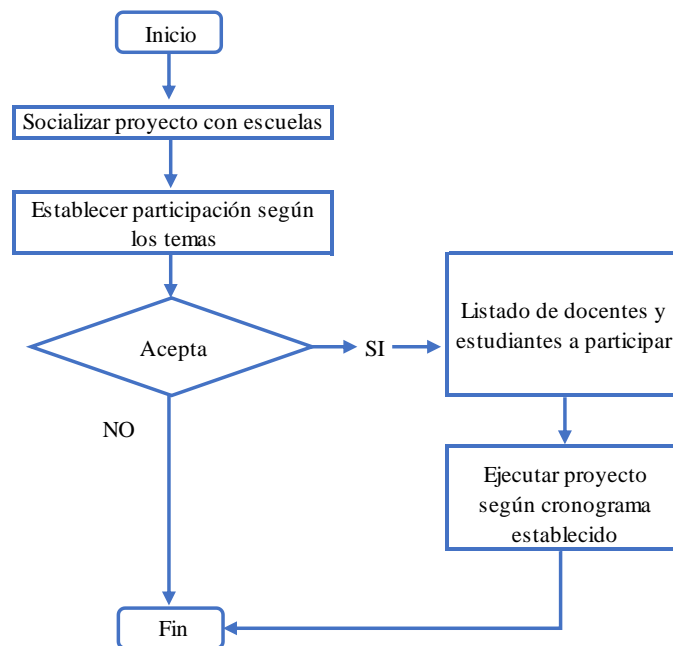 Inicio
Socializar proyecto con escuelas
Establecer participación según
los temas
Acepta
SI
Listado de docentes y
estudiantes a participar
NO
Ejecutar proyecto
según cronograma
establecido
Fin